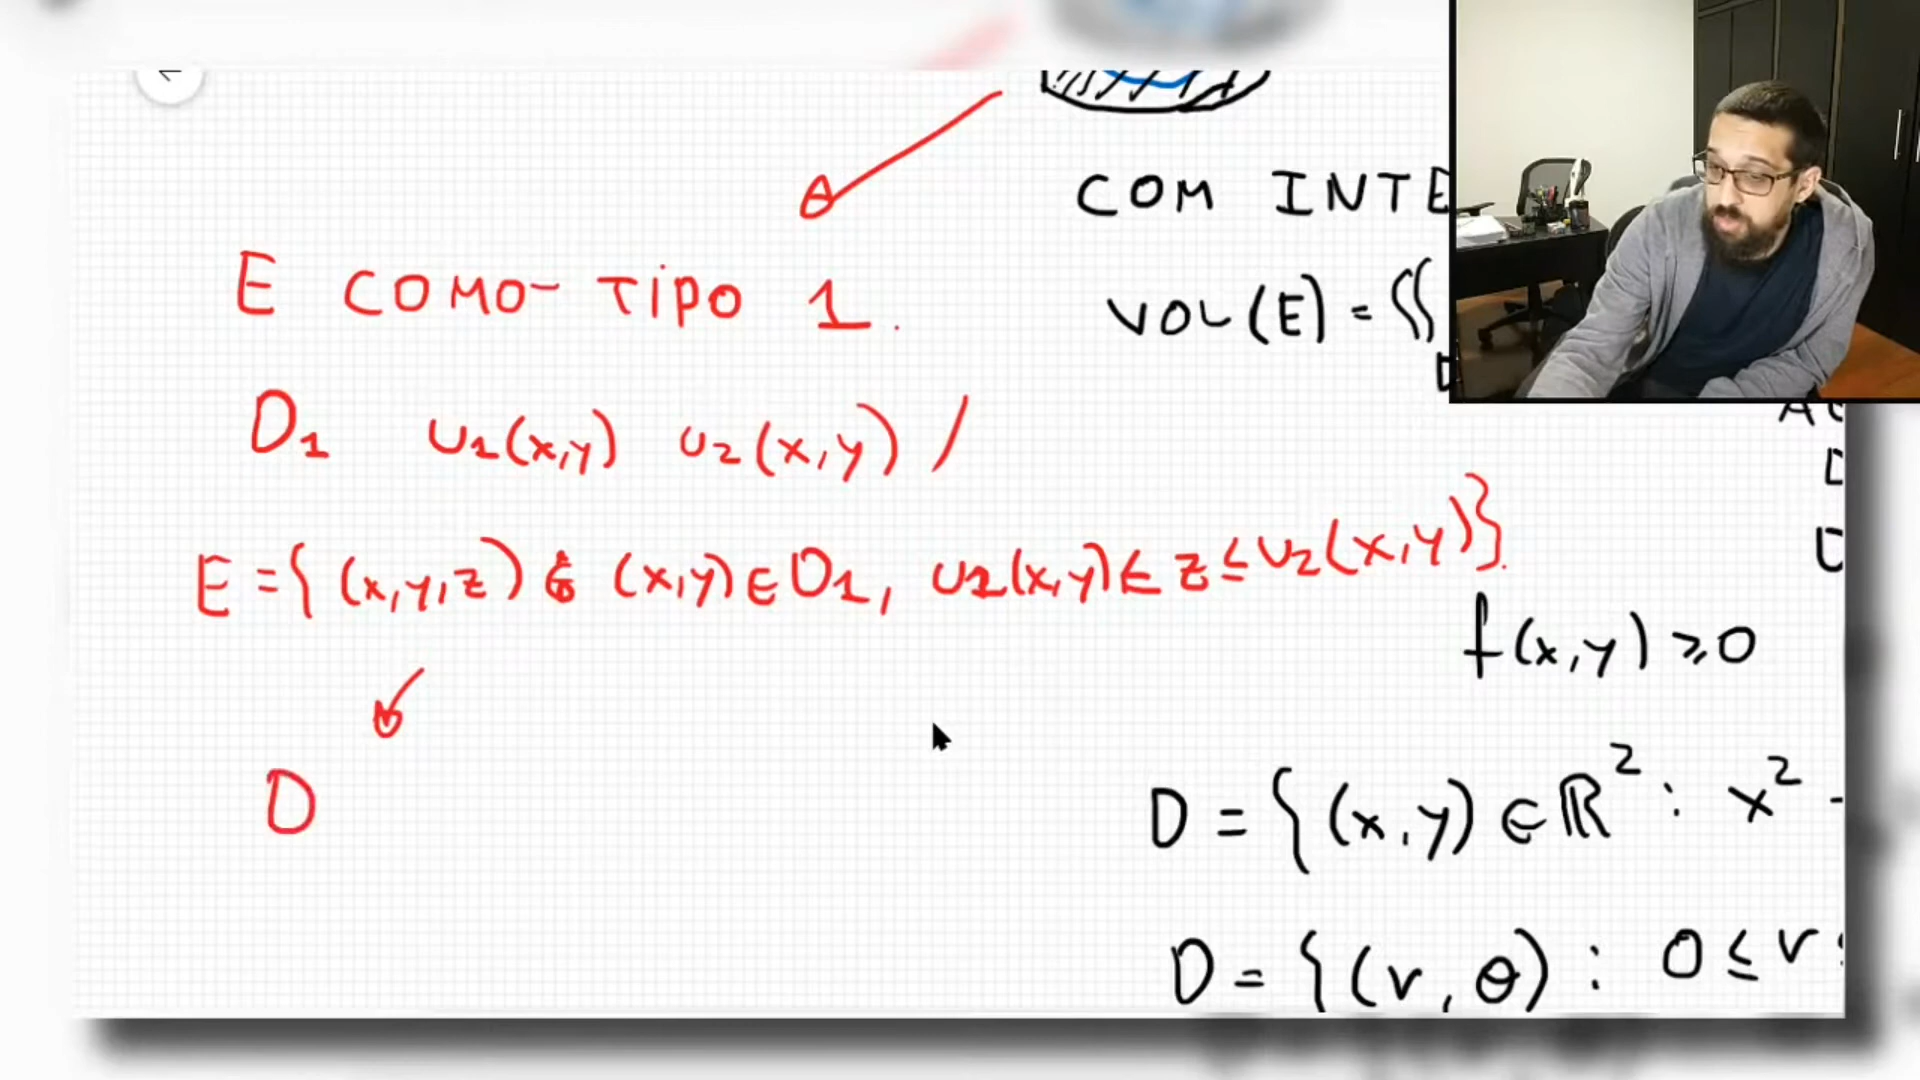 E COMO-TIPO 1.
D1 u1(x,y) u2(x,y) /
E = { (x,y,z) : (x,y) ∈ D1, u1(x,y) ≤ z ≤ u2(x,y) }.
D
COM INTE
VOL(E) = ∬
D
f(x,y) ≥ 0
D = { (x,y) ∈ ℝ² : x² -
D = { (r,θ) : 0 ≤ r ≤